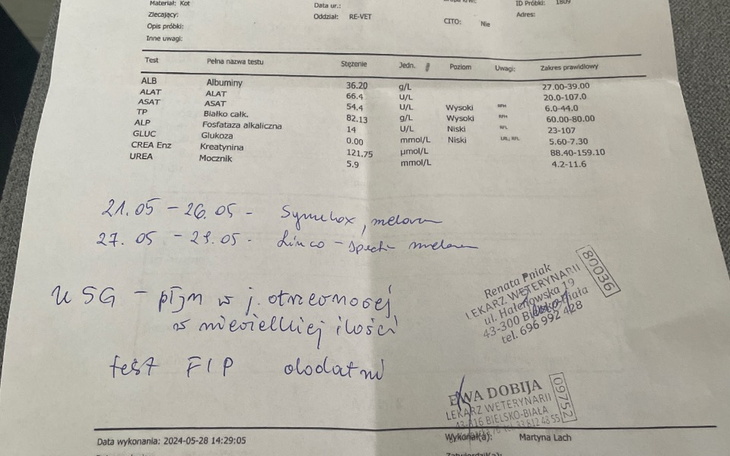 Materiał: Kot
Data ur.:
ID Próbki:
Zlecający:
Oddział: RE-VET
CITO: Nie
Adres:
Opis próbki:
Inne uwagi:
Test Pełna nazwa testu Stężenie Jedn. # Poziom Uwagi: Zakres prawidłowy
ALB Albuminy 36.20 g/L 27.00-39.00
ALAT ALAT 66.4 U/L 20.0-107.0
ASAT ASAT 54.4 U/L Wysoki 6.0-44.0
TP Białko całk. 82.13 g/L Wysoki 60.00-80.00
ALP Fosfataza alkaliczna 14 U/L Niski 23-107
GLUC Glukoza 0.00 mmol/L Niski 5.60-7.30
CREA Enz Kreatynina 121.75 µmol/L 88.40-159.10
UREA Mocznik 5.9 mmol/L 4.2-11.6
21.05 - 26.05 -
27.05 - 29.05 - Linco-Spectin
USG - płyn w j. otrzewnosej
w niewielkiej ilości
test FIP dodatni
Renata Pniak
LEKARZ WETERYNARII
ul. Hałcnowska 19
43-300 Bielsko-Biała
tel. 696 992 428
80036
EWA DOBIJA
LEKARZ WETERYNARII
BIELSKO-BIAŁA
09752
Data wykonania: 2024-05-28 14:29:05
Wykonał(a): Martyna Lach